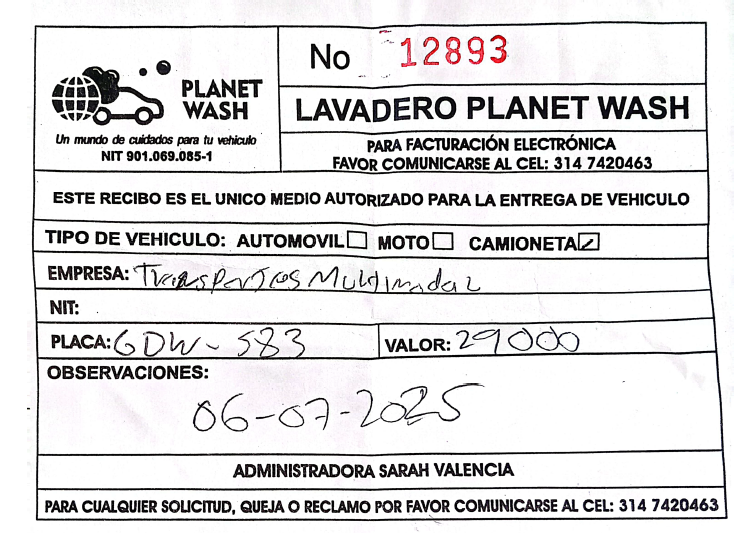 PLANET
WASH
Un mundo de cuidados para tu vehiculo
NIT 901.069.085-1
No 12893
LAVADERO PLANET WASH
PARA FACTURACIÓN ELECTRÓNICA
FAVOR COMUNICARSE AL CEL: 314 7420463
ESTE RECIBO ES EL UNICO MEDIO AUTORIZADO PARA LA ENTREGA DE VEHICULO
TIPO DE VEHICULO: AUTOMOVIL☐ MOTO☐ CAMIONETA☑
EMPRESA: Transportes Multimodal
NIT:
PLACA: GDW-583 VALOR: 29000
OBSERVACIONES:
06-07-2025
ADMINISTRADORA SARAH VALENCIA
PARA CUALQUIER SOLICITUD, QUEJA O RECLAMO POR FAVOR COMUNICARSE AL CEL: 314 7420463